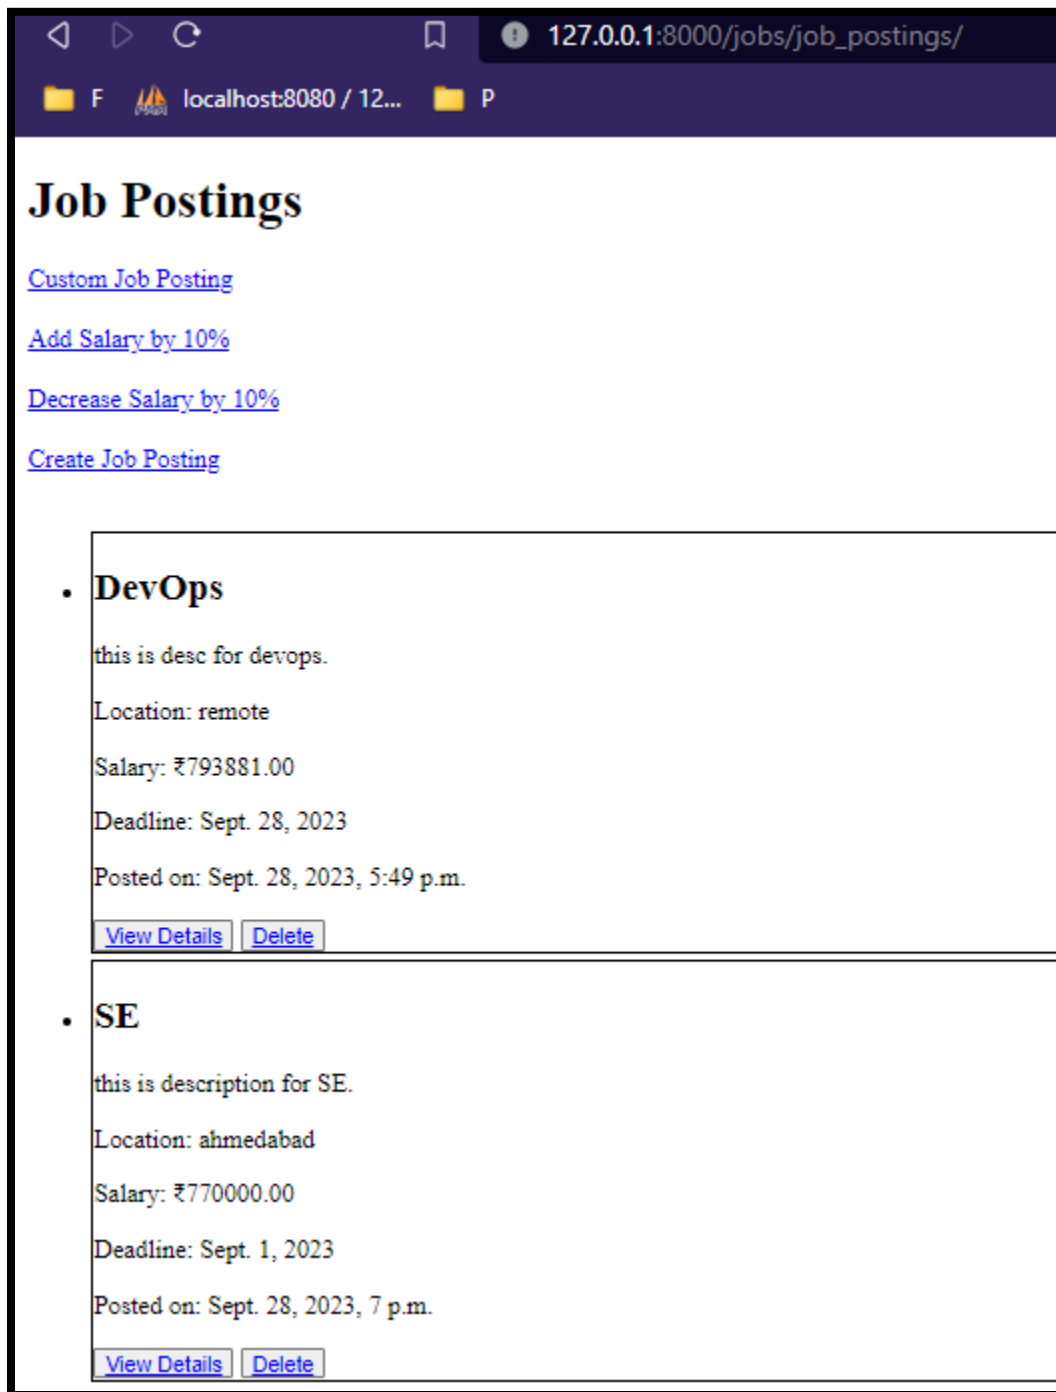 127.0.0.1:8000/jobs/job_postings/
F localhost:8080 / 12... P
Job Postings
Custom Job Posting
Add Salary by 10%
Decrease Salary by 10%
Create Job Posting
DevOps
this is desc for devops.
Location: remote
Salary: ₹793881.00
Deadline: Sept. 28, 2023
Posted on: Sept. 28, 2023, 5:49 p.m.
View Details Delete
SE
this is description for SE.
Location: ahmedabad
Salary: ₹770000.00
Deadline: Sept. 1, 2023
Posted on: Sept. 28, 2023, 7 p.m.
View Details Delete